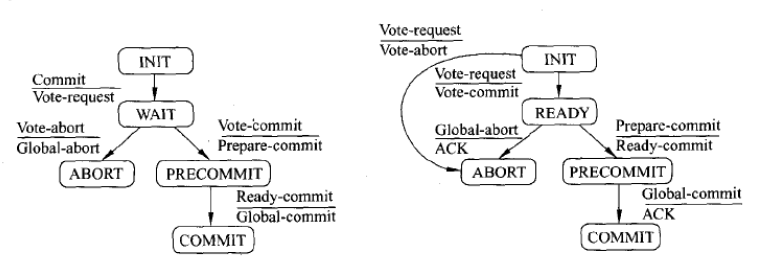 INIT
Commit
Vote-request
WAIT
Vote-abort
Global-abort
Vote-commit
Prepare-commit
ABORT
PRECOMMIT
Ready-commit
Global-commit
COMMIT
Vote-request
Vote-abort
INIT
Vote-request
Vote-commit
READY
Global-abort
ACK
Prepare-commit
Ready-commit
ABORT
PRECOMMIT
Global-commit
ACK
COMMIT